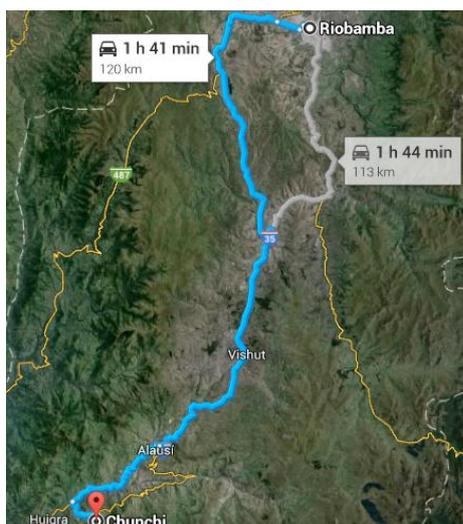 Riobamba
1 h 41 min
120 km
1 h 44 min
113 km
487
35
Vishut
Alausí
Huigra
Chunchi